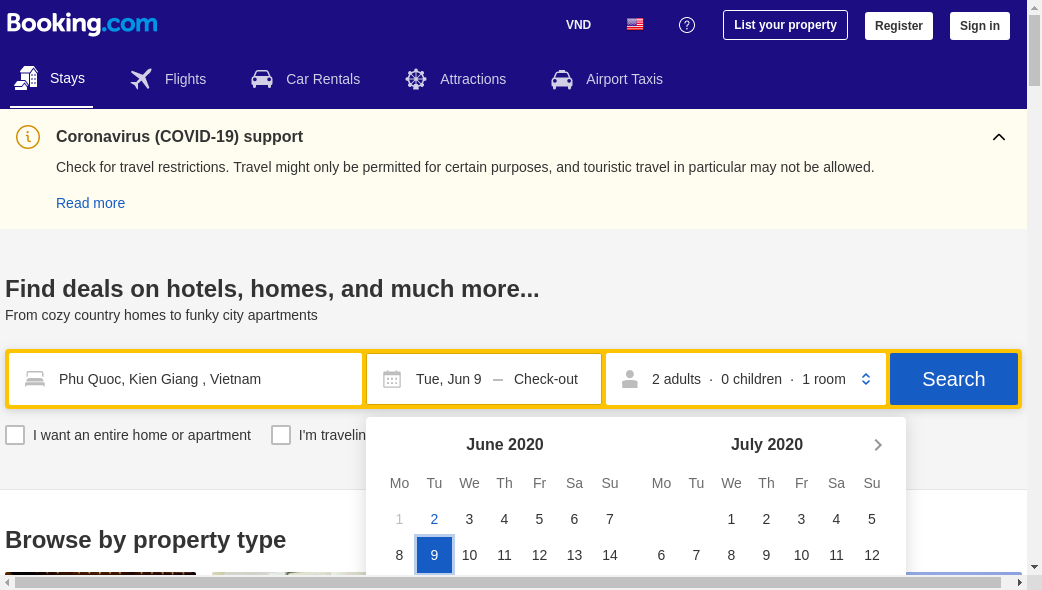 Booking.com
VND
List your property
Register
Sign in
Stays
Flights
Car Rentals
Attractions
Airport Taxis
Coronavirus (COVID-19) support
Check for travel restrictions. Travel might only be permitted for certain purposes, and touristic travel in particular may not be allowed.
Read more
Find deals on hotels, homes, and much more...
From cozy country homes to funky city apartments
Phu Quoc, Kien Giang , Vietnam
Tue, Jun 9 — Check-out
2 adults · 0 children · 1 room
Search
I want an entire home or apartment
I'm travelin
June 2020
Mo Tu We Th Fr Sa Su
1 2 3 4 5 6 7
8 9 10 11 12 13 14
July 2020
Mo Tu We Th Fr Sa Su
1 2 3 4 5
6 7 8 9 10 11 12
Browse by property type